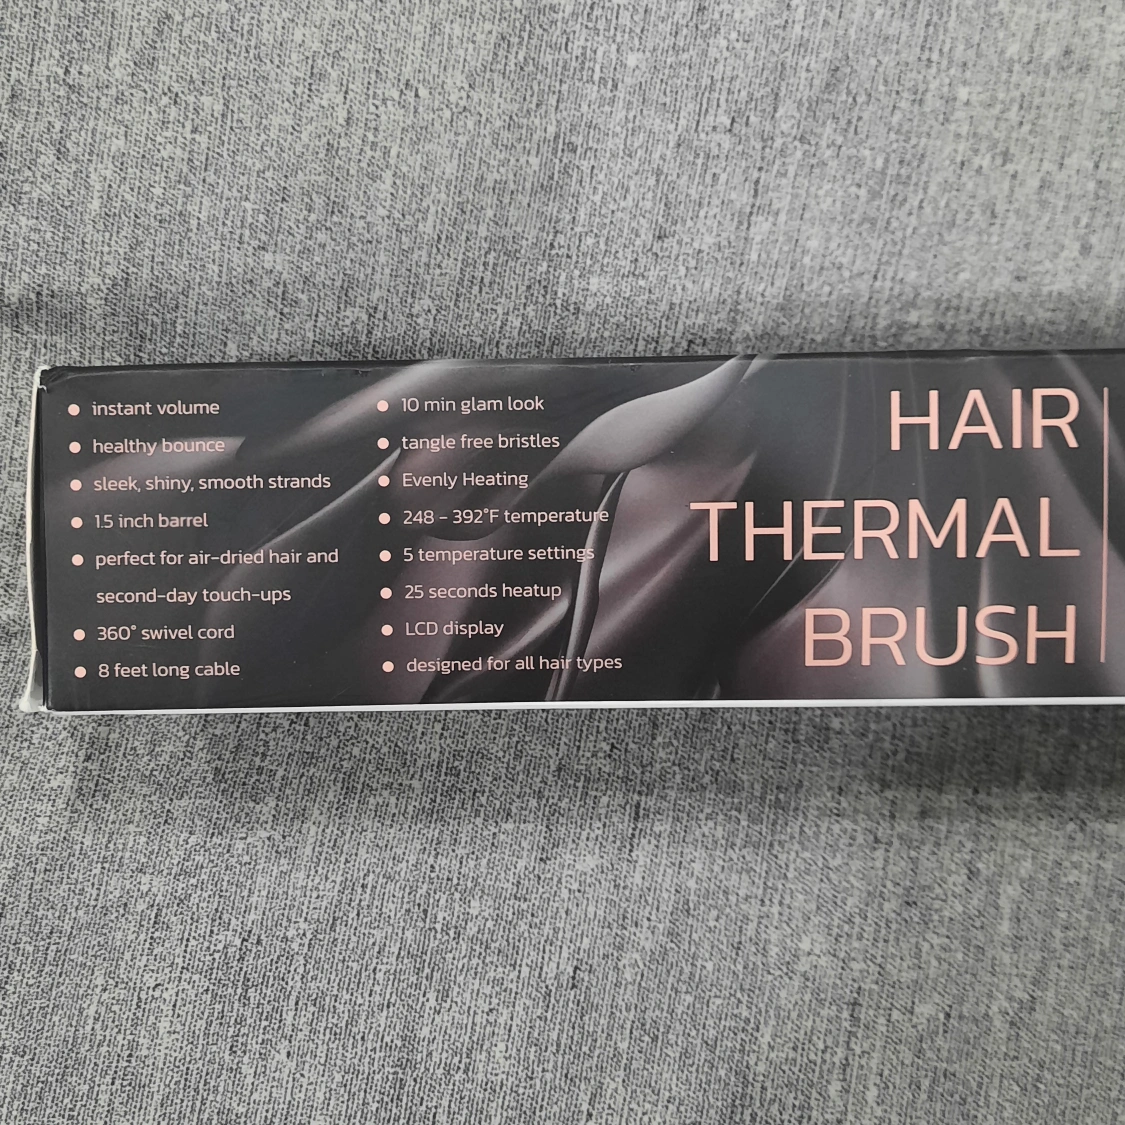 instant volume
healthy bounce
sleek, shiny, smooth strands
1.5 inch barrel
perfect for air-dried hair and
second-day touch-ups
360° swivel cord
8 feet long cable
10 min glam look
tangle free bristles
Evenly Heating
248 - 392°F temperature
5 temperature settings
25 seconds heatup
LCD display
designed for all hair types
HAIR
THERMAL
BRUSH